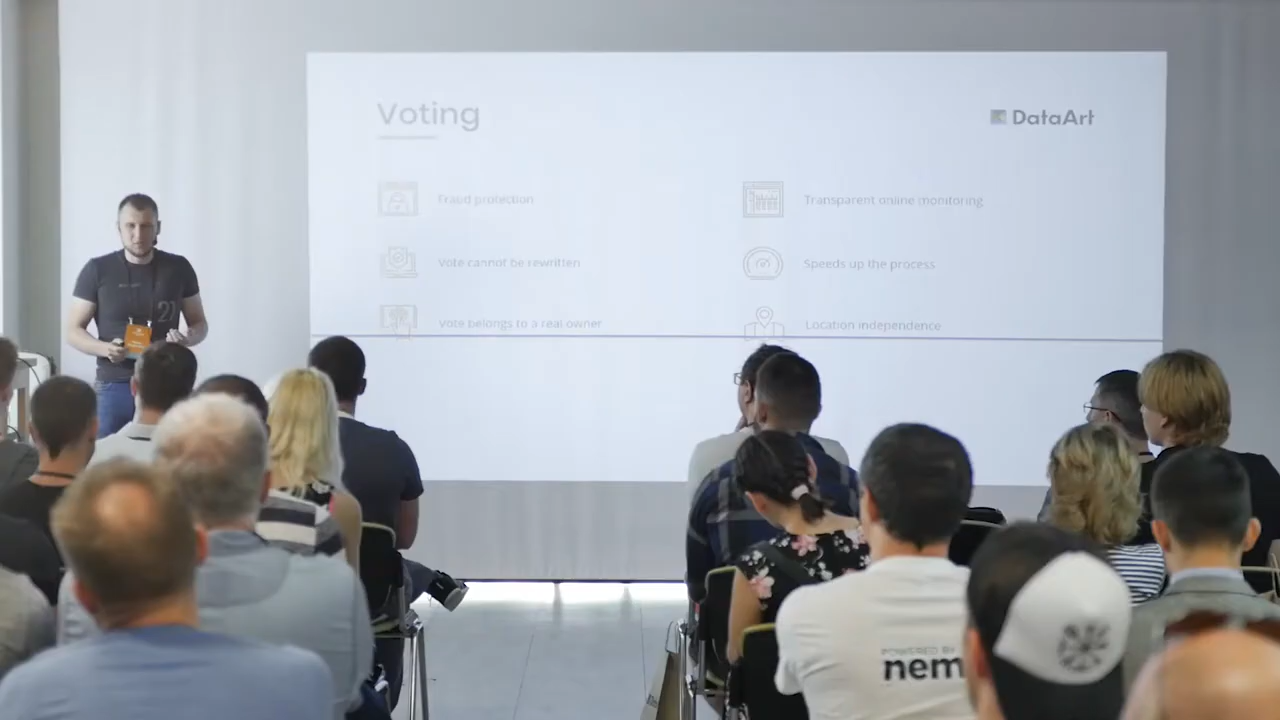 Voting
DataArt
Fraud protection
Transparent online monitoring
Vote cannot be rewritten
Speeds up the process
Vote belongs to a real owner
Location independence
21
POWERED BY
nem